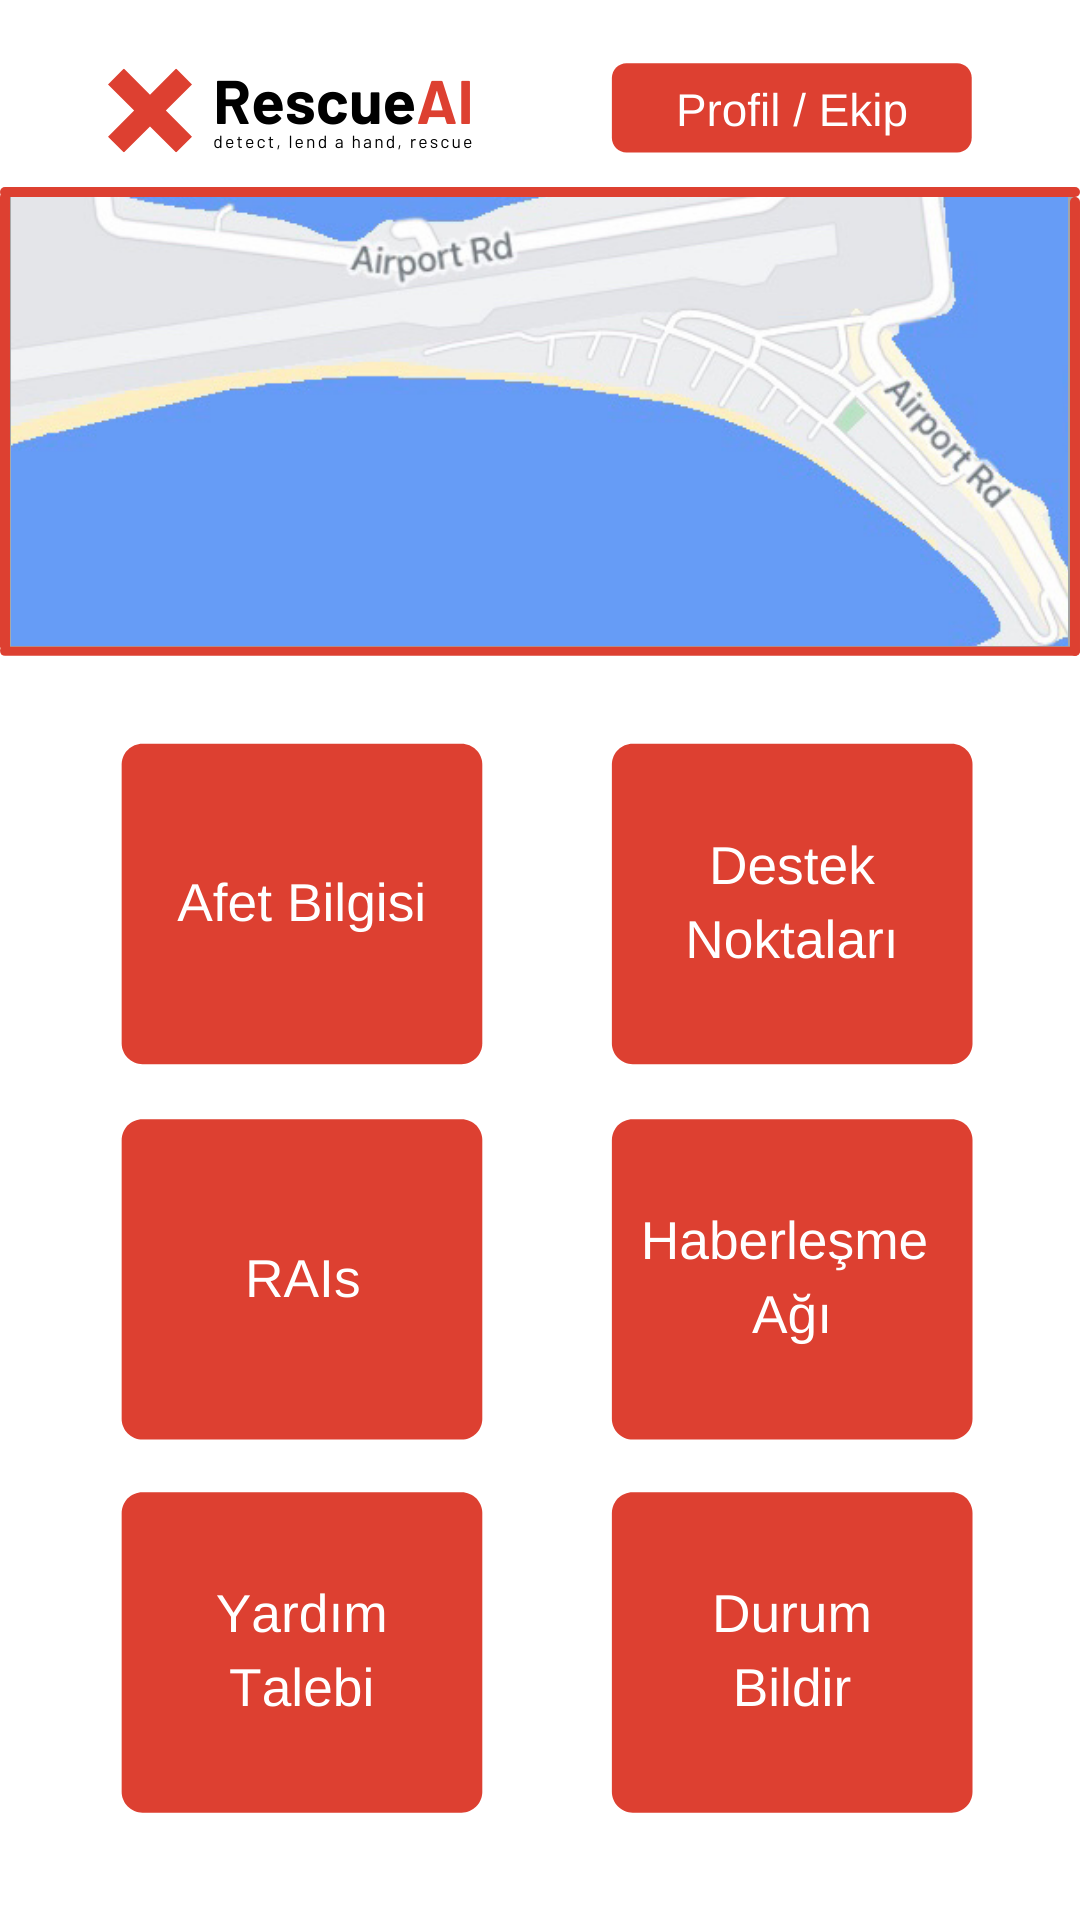 RescueAI
detect, lend a hand, rescue
Profil / Ekip
Airport Rd
Airport Rd
Afet Bilgisi
Destek
Noktaları
RAIs
Haberleşme
Ağı
Yardım
Talebi
Durum
Bildir